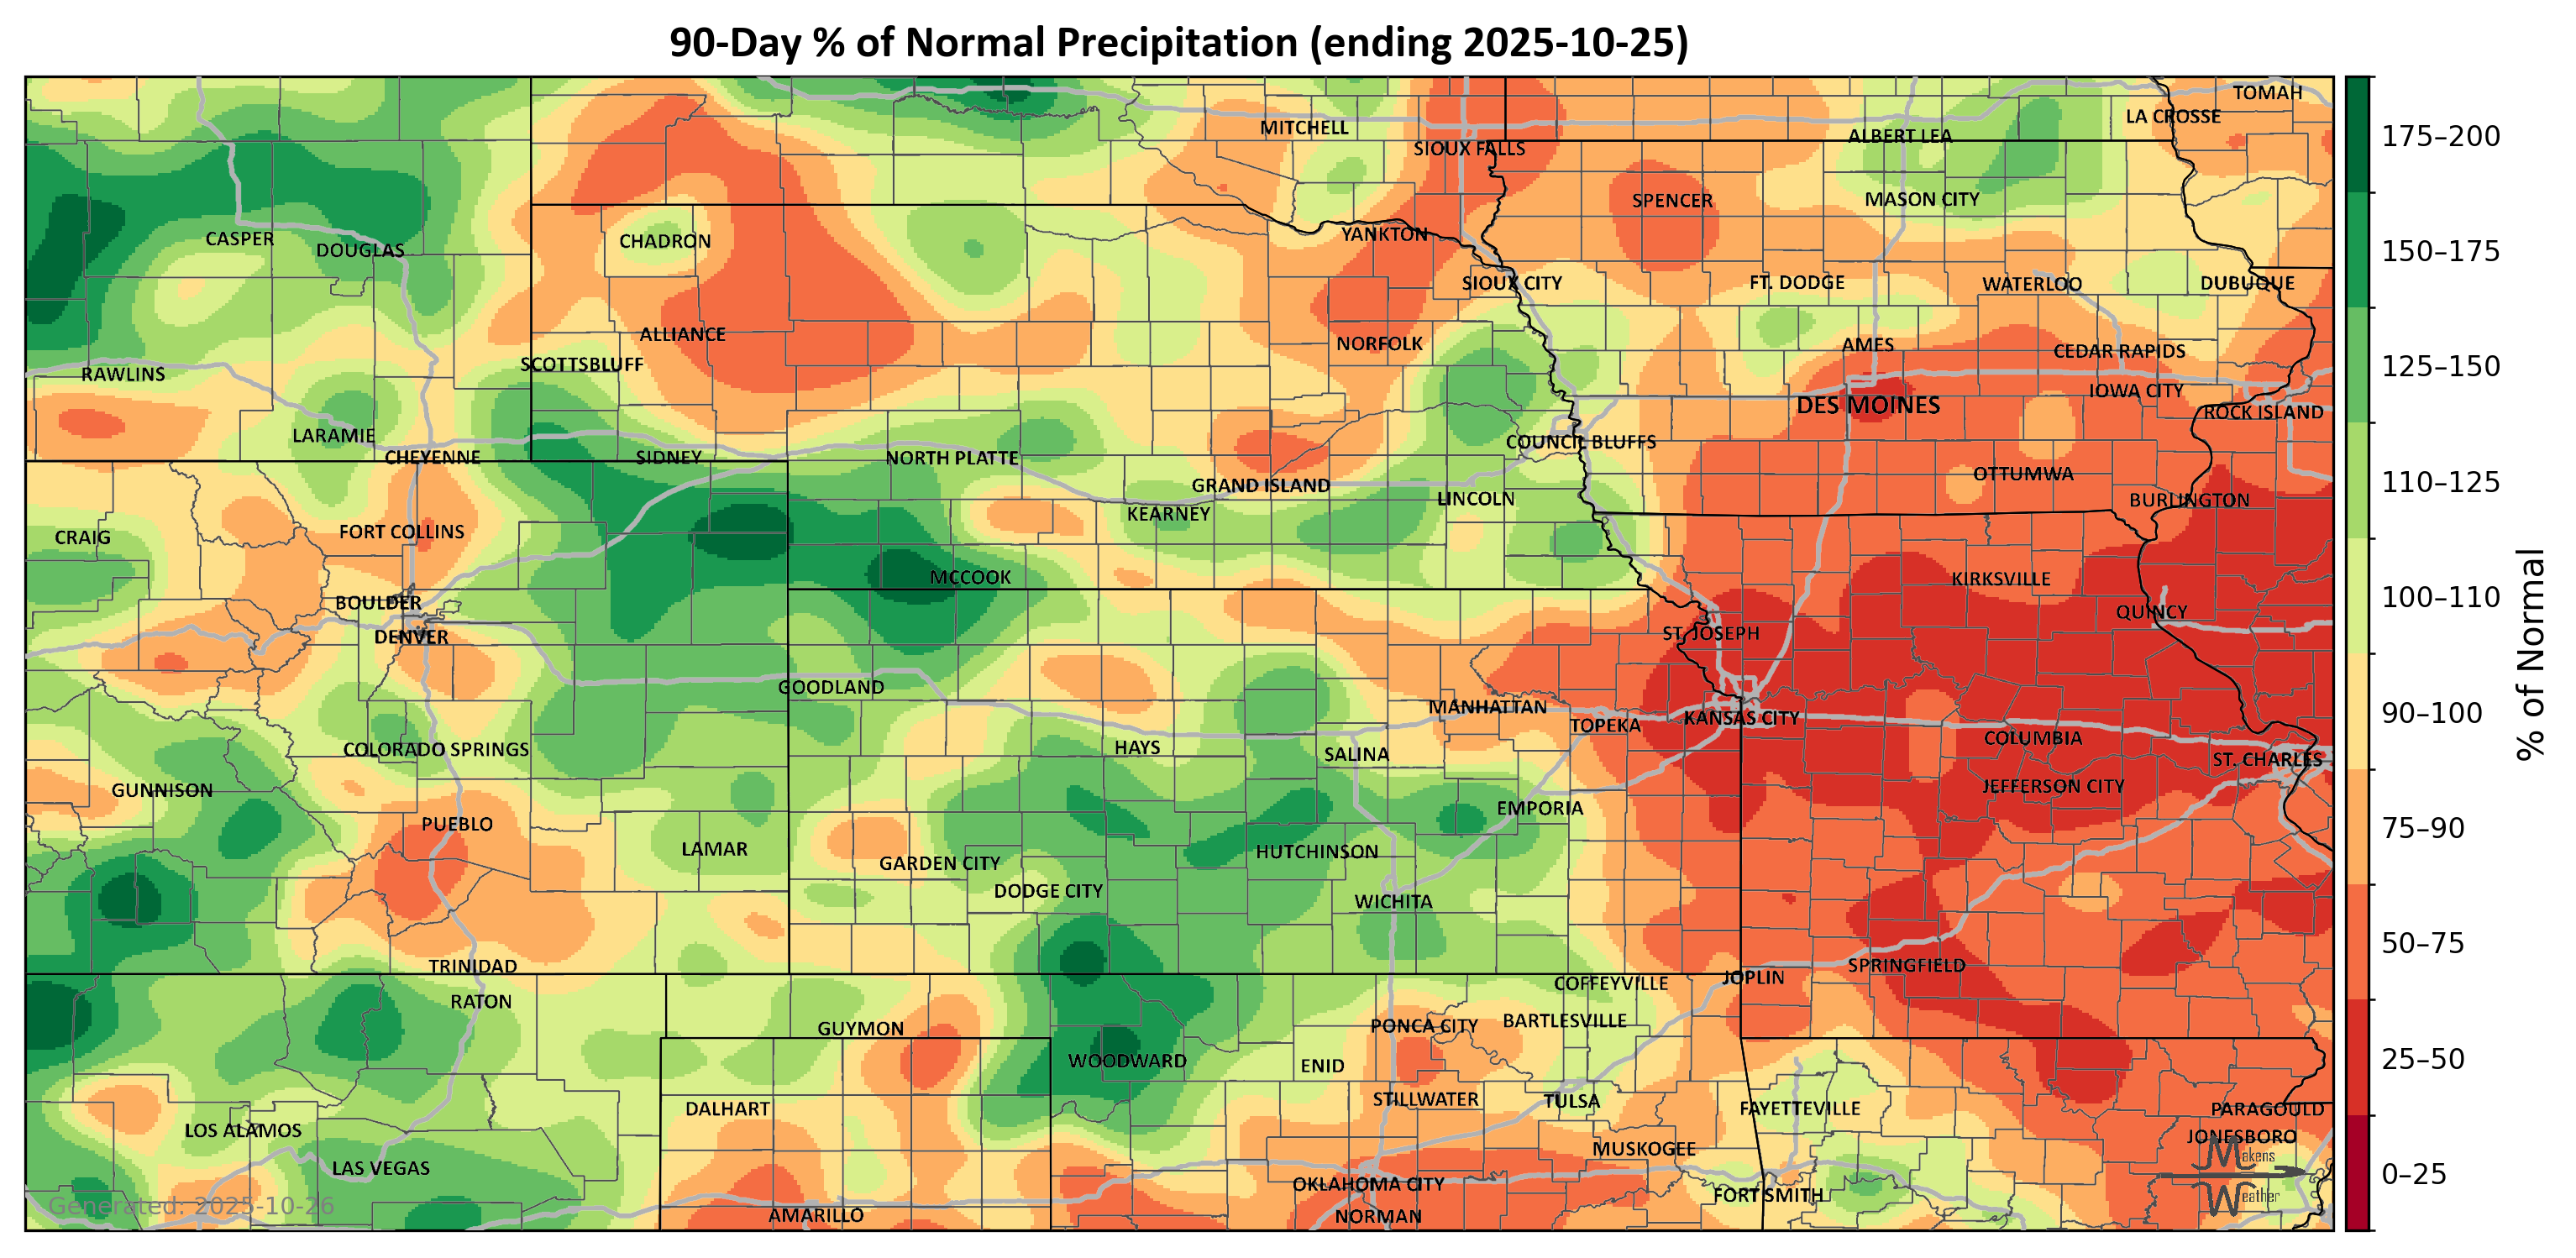 90-Day % of Normal Precipitation (ending 2025-10-25)
TOMAH
LA CROSSE
MITCHELL
ALBERT LEA
SIOUX FALLS
SPENCER
MASON CITY
CASPER
DOUGLAS
CHADRON
YANKTON
SIOUX CITY
FT. DODGE
WATERLOO
DUBUQUE
ALLIANCE
NORFOLK
AMES
CEDAR RAPIDS
SCOTTSBLUFF
RAWLINS
IOWA CITY
DES MOINES
ROCK ISLAND
LARAMIE
COUNCIL BLUFFS
CHEYENNE
SIDNEY
NORTH PLATTE
OTTUMWA
GRAND ISLAND
LINCOLN
BURLINGTON
KEARNEY
CRAIG
FORT COLLINS
MCCOOK
KIRKSVILLE
BOULDER
QUINCY
DENVER
ST. JOSEPH
GOODLAND
MANHATTAN
TOPEKA
KANSAS CITY
COLUMBIA
COLORADO SPRINGS
HAYS
SALINA
ST. CHARLES
GUNNISON
JEFFERSON CITY
EMPORIA
PUEBLO
LAMAR
GARDEN CITY
HUTCHINSON
DODGE CITY
WICHITA
TRINIDAD
SPRINGFIELD
JOPLIN
COFFEYVILLE
RATON
GUYMON
PONCA CITY
BARTLESVILLE
WOODWARD
ENID
DALHART
STILLWATER
TULSA
FAYETTEVILLE
PARAGOULD
LOS ALAMOS
JONESBORO
MUSKOGEE
Makens
LAS VEGAS
OKLAHOMA CITY
FORT SMITH
Weather
Generated: 2025-10-26
AMARILLO
NORMAN
175–200
150–175
125–150
110–125
100–110
90–100
75–90
50–75
25–50
0–25
% of Normal